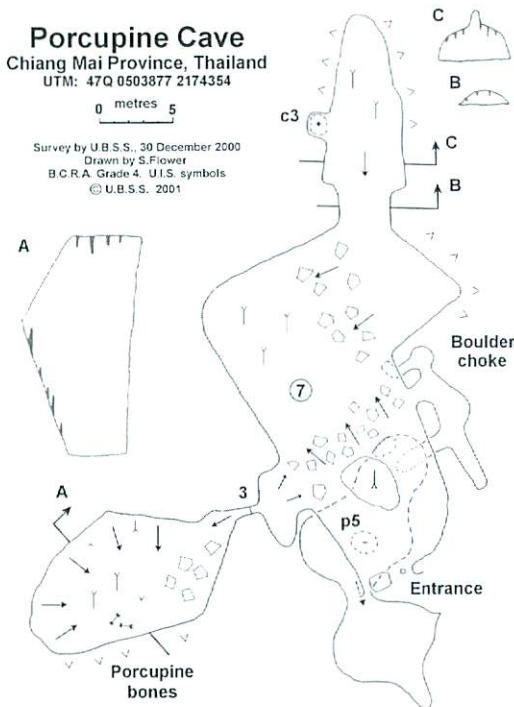 Porcupine Cave
Chiang Mai Province, Thailand
UTM: 47Q 0503877 2174354
0 metres 5
Survey by U.B.S.S., 30 December 2000
Drawn by S.Flower
B.C.R.A. Grade 4. U.I.S. symbols
© U.B.S.S. 2001
C
B
c3
C
B
A
Boulder
choke
7
A
3
p5
Entrance
Porcupine
bones